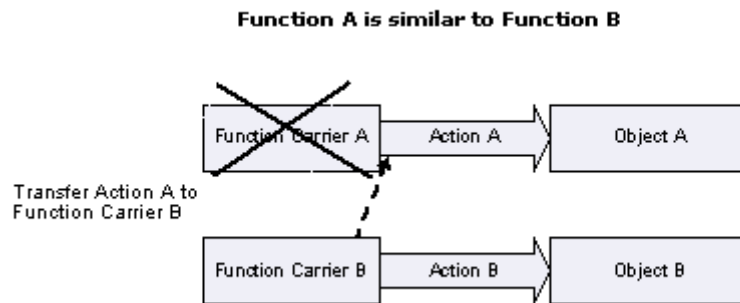 Function A is similar to Function B
Function Carrier A
Action A
Object A
Transfer Action A to
Function Carrier B
Function Carrier B
Action B
Object B